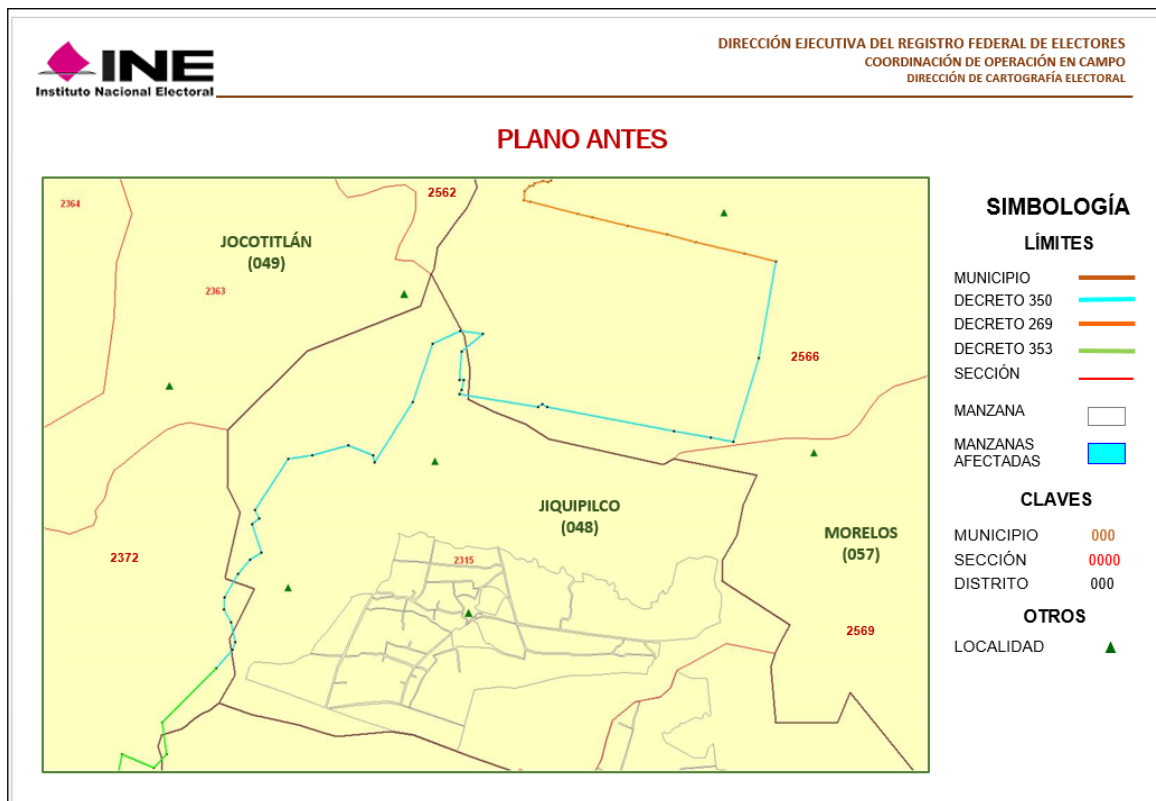 INE
Instituto Nacional Electoral
DIRECCIÓN EJECUTIVA DEL REGISTRO FEDERAL DE ELECTORES
COORDINACIÓN DE OPERACIÓN EN CAMPO
DIRECCIÓN DE CARTOGRAFÍA ELECTORAL
PLANO ANTES
2364
2562
JOCOTITLÁN
(049)
2363
2566
2372
JIQUIPILCO
(048)
2315
MORELOS
(057)
2569
SIMBOLOGÍA
LÍMITES
MUNICIPIO
DECRETO 350
DECRETO 269
DECRETO 353
SECCIÓN
MANZANA
MANZANAS
AFECTADAS
CLAVES
MUNICIPIO 000
SECCIÓN 0000
DISTRITO 000
OTROS
LOCALIDAD